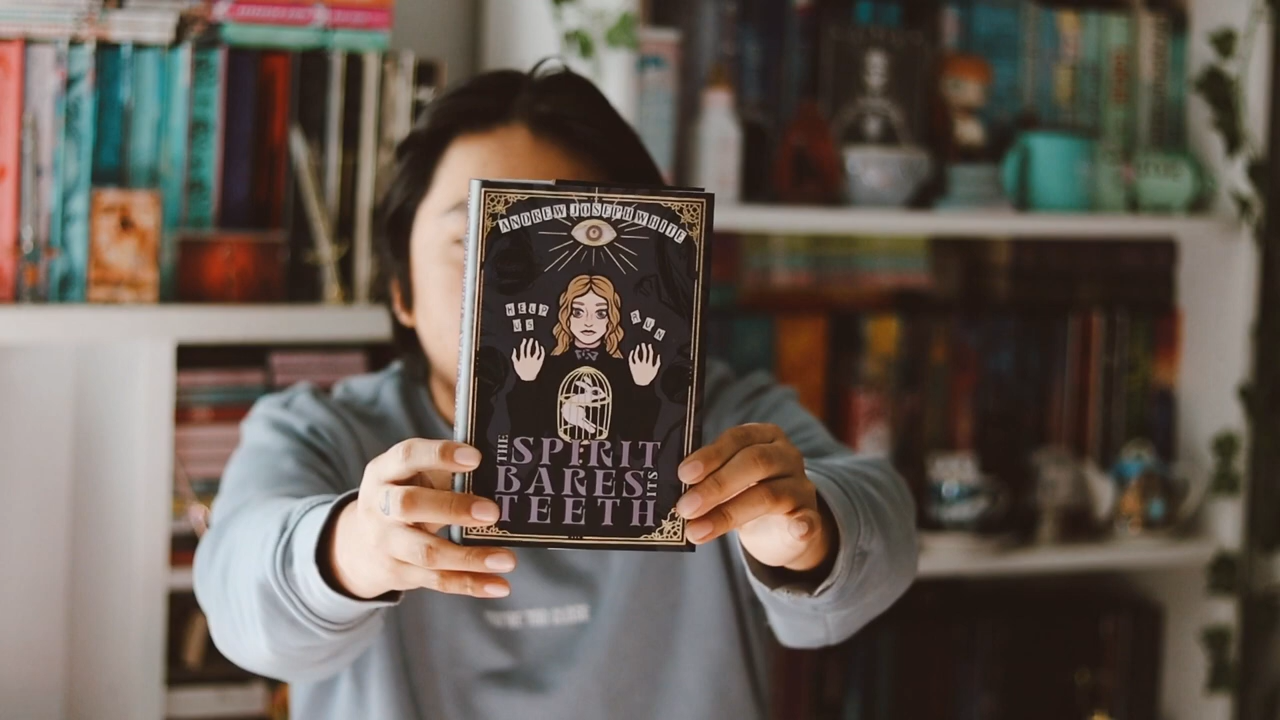 ANDREW JOSEPH WHITE
HELP
US
RUN
THE
SPIRIT
BARES
ITS
TEETH